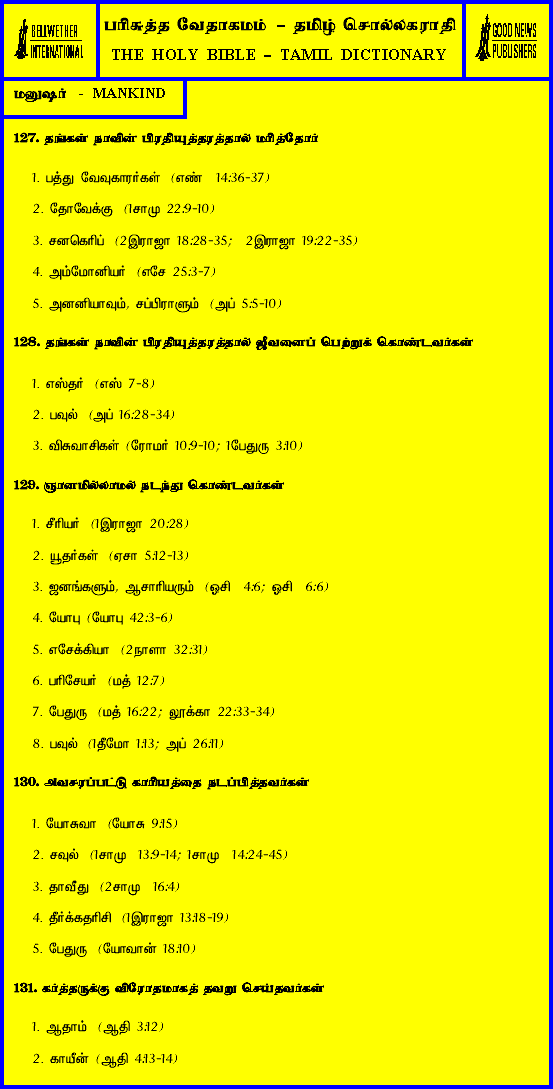 BELLWETHER
INTERNATIONAL
பரிசுத்த வேதாகமம் – தமிழ் சொல்லகராதி
THE HOLY BIBLE – TAMIL DICTIONARY
GOOD NEWS
PUBLISHERS
மனுஷர் - MANKIND
127. தங்கள் நாவின் பிரதியுத்தரத்தால் மரித்தோர்
1. பத்து வேவுகாரர்கள் (எண் 14:36-37)
2. தோவேக்கு (1சாமு 22:9-10)
3. சனகெரிப் (2இராஜா 18:28-35; 2இராஜா 19:22-35)
4. அம்மோனியர் (எசே 25:3-7)
5. அனனியாவும், சப்பிராளும் (அப் 5:5-10)
128. தங்கள் நாவின் பிரதியுத்தரத்தால் ஜீவனைப் பெற்றுக் கொண்டவர்கள்
1. எஸ்தர் (எஸ் 7-8)
2. பவுல் (அப் 16:28-34)
3. விசுவாசிகள் (ரோமர் 10:9-10; 1பேதுரு 3:10)
129. ஞானமில்லாமல் நடந்து கொண்டவர்கள்
1. சீரியர் (1இராஜா 20:28)
2. யூதர்கள் (ஏசா 5:12-13)
3. ஜனங்களும், ஆசாரியரும் (ஓசி 4:6; ஓசி 6:6)
4. யோபு (யோபு 42:3-6)
5. எசேக்கியா (2நாளா 32:31)
6. பரிசேயர் (மத் 12:7)
7. பேதுரு (மத் 16:22; லூக்கா 22:33-34)
8. பவுல் (1தீமோ 1:13; அப் 26:11)
130. அவசரப்பட்டு காரியத்தை நடப்பித்தவர்கள்
1. யோசுவா (யோசு 9:15)
2. சவுல் (1சாமு 13:9-14; 1சாமு 14:24-45)
3. தாவீது (2சாமு 16:4)
4. தீர்க்கதரிசி (1இராஜா 13:18-19)
5. பேதுரு (யோவான் 18:10)
131. கர்த்தருக்கு விரோதமாகத் தவறு செய்தவர்கள்
1. ஆதாம் (ஆதி 3:12)
2. காயீன் (ஆதி 4:13-14)